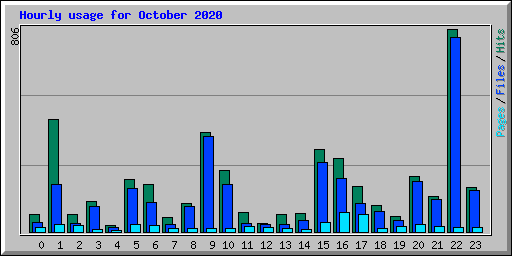 Hourly usage for October 2020
806
Pages/Files/Hits
0 1 2 3 4 5 6 7 8 9 10 11 12 13 14 15 16 17 18 19 20 21 22 23